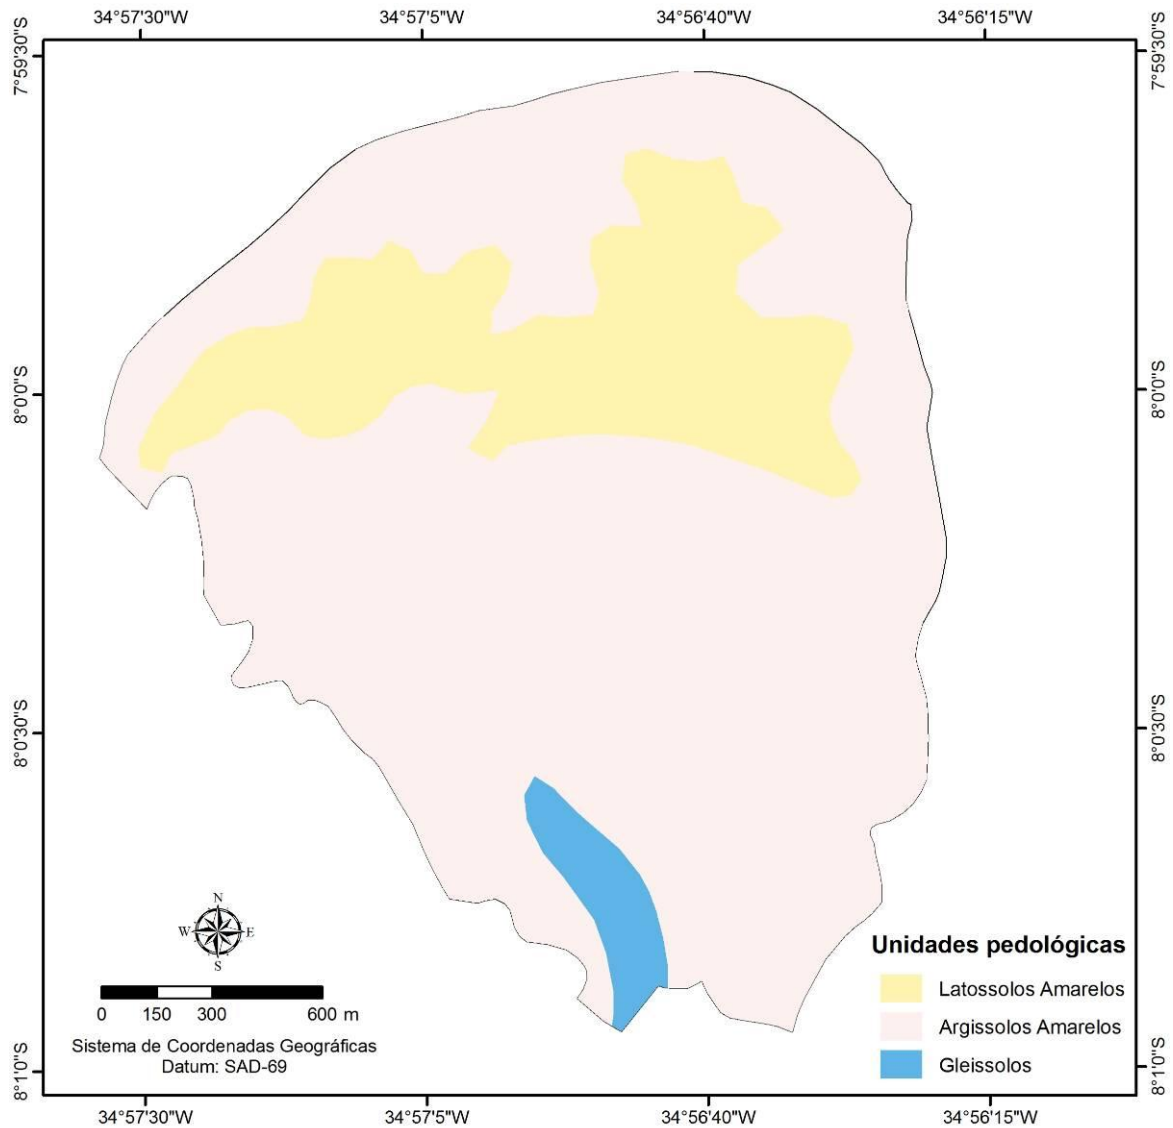 34°57'30"W 34°57'5"W 34°56'40"W 34°56'15"W
7°59'30"S 7°59'30"S
8°0'0"S 8°0'0"S
8°0'30"S 8°0'30"S
N
W E
S
0 150 300 600 m
Sistema de Coordenadas Geográficas
Datum: SAD-69
Unidades pedológicas
Latossolos Amarelos
Argissolos Amarelos
Gleissolos
8°1'0"S 8°1'0"S
34°57'30"W 34°57'5"W 34°56'40"W 34°56'15"W